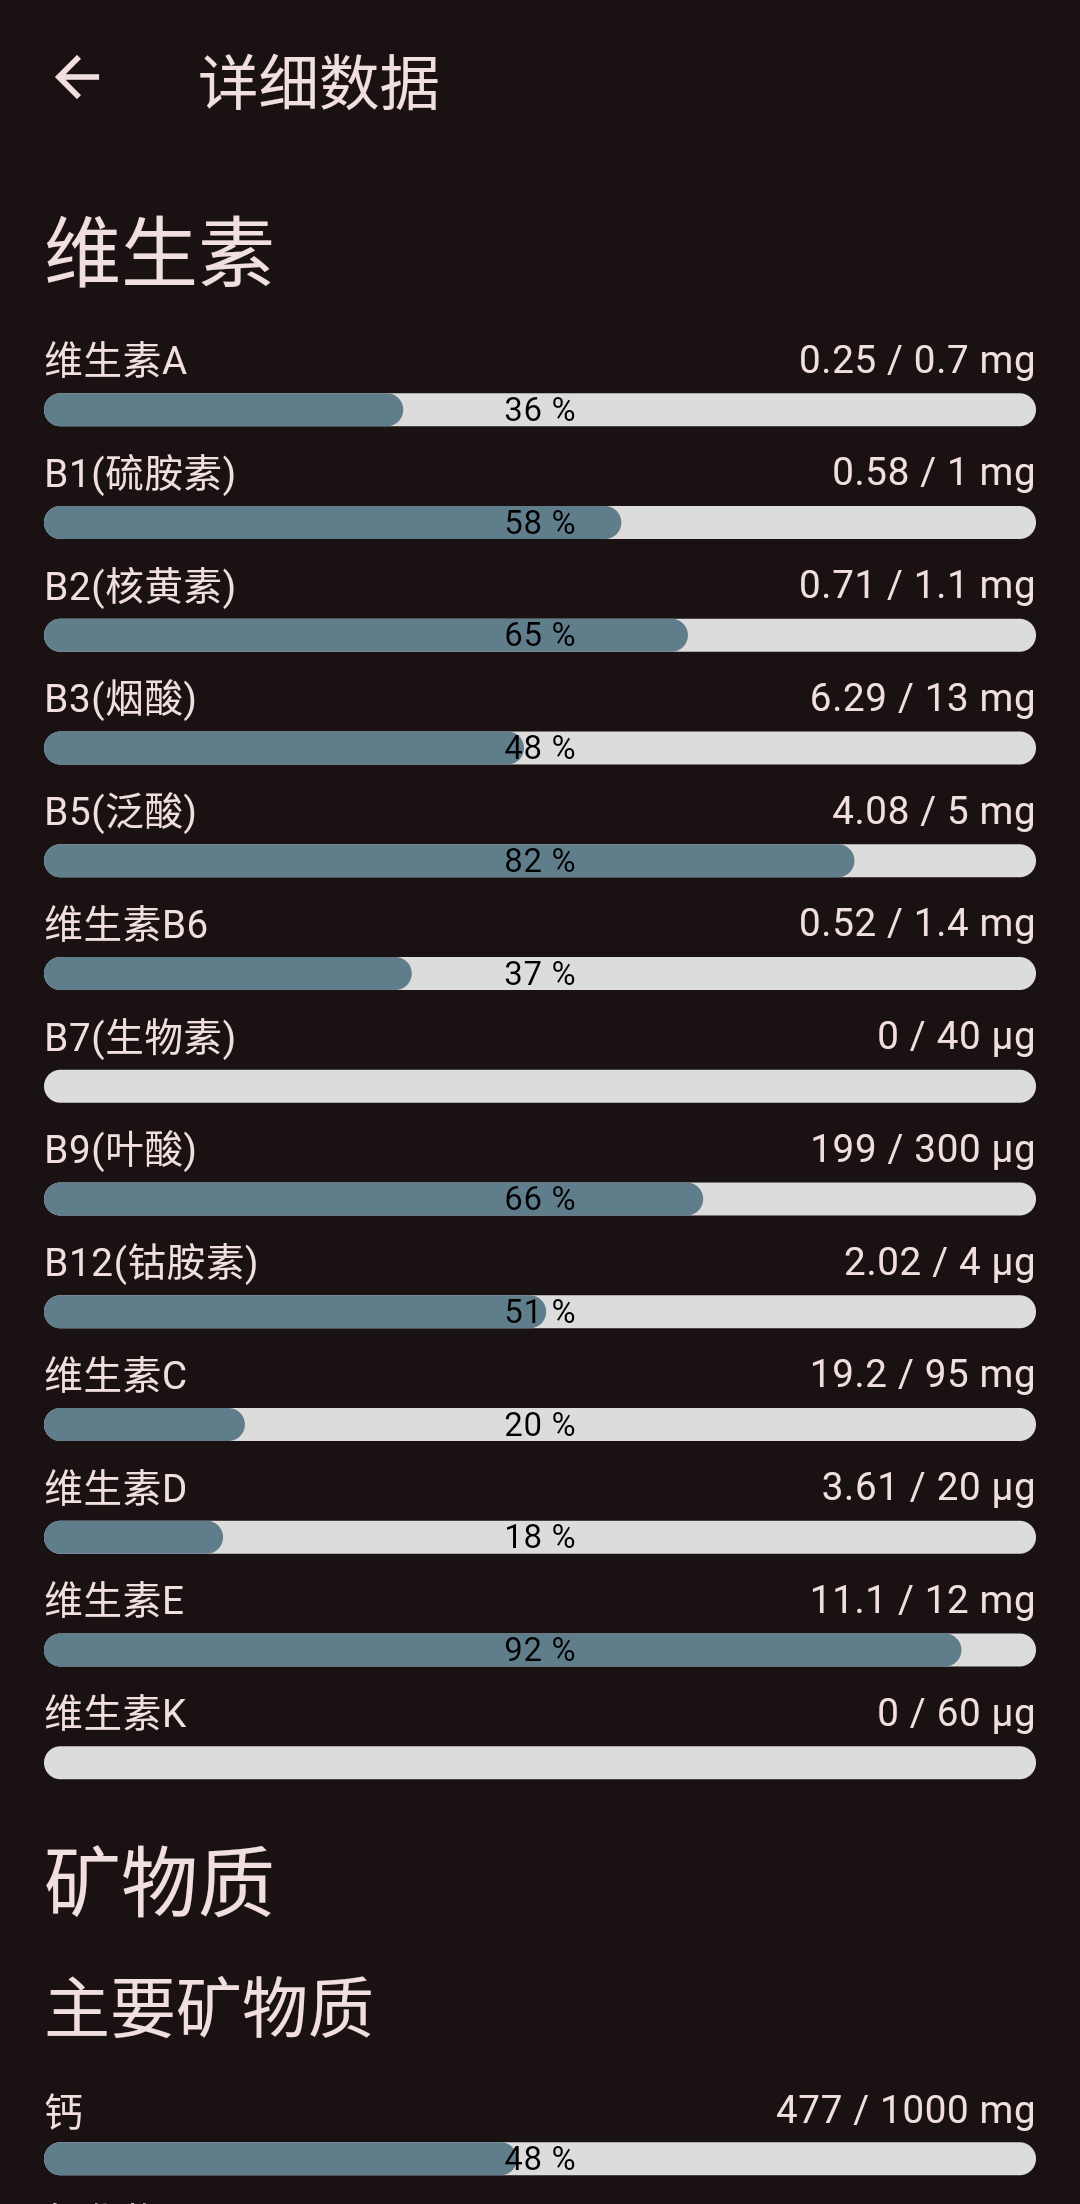 详细数据
维生素
维生素A 0.25 / 0.7 mg
36 %
B1(硫胺素) 0.58 / 1 mg
58 %
B2(核黄素) 0.71 / 1.1 mg
65 %
B3(烟酸) 6.29 / 13 mg
48 %
B5(泛酸) 4.08 / 5 mg
82 %
维生素B6 0.52 / 1.4 mg
37 %
B7(生物素) 0 / 40 µg
B9(叶酸) 199 / 300 µg
66 %
B12(钴胺素) 2.02 / 4 µg
51 %
维生素C 19.2 / 95 mg
20 %
维生素D 3.61 / 20 µg
18 %
维生素E 11.1 / 12 mg
92 %
维生素K 0 / 60 µg
矿物质
主要矿物质
钙 477 / 1000 mg
48 %